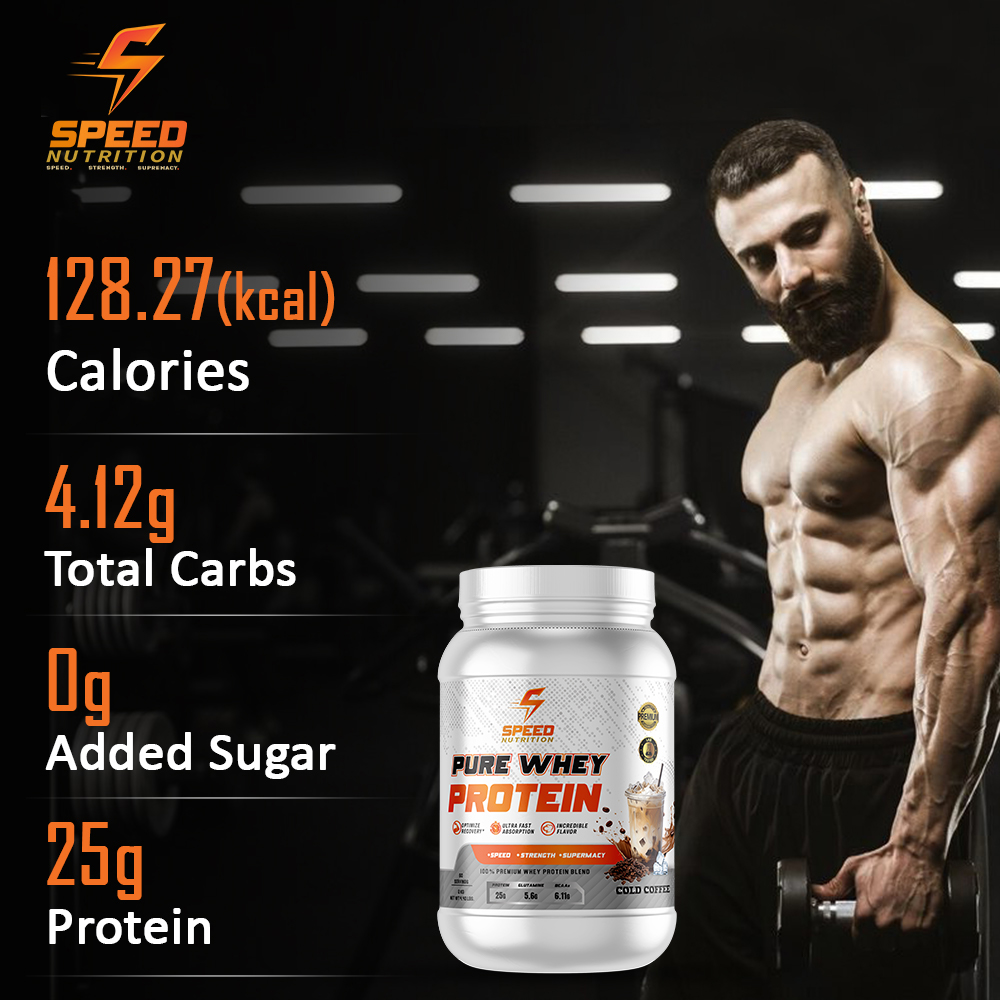 SPEED
NUTRITION
SPEED. STRENGTH. SUPREMACY.
128.27(kcal)
Calories
4.12g
Total Carbs
0g
Added Sugar
25g
Protein
SPEED
NUTRITION
PREMIUM
PURE WHEY
PROTEIN
OPTIMIZE RECOVERY* ULTRA FAST ABSORPTION INCREDIBLE FLAVOR
•SPEED •STRENGTH •SUPERMACY
100% PREMIUM WHEY PROTEIN BLEND
PROTEIN GLUTAMINE BCAAs
25g 5.6g 6.11g
COLD COFFEE